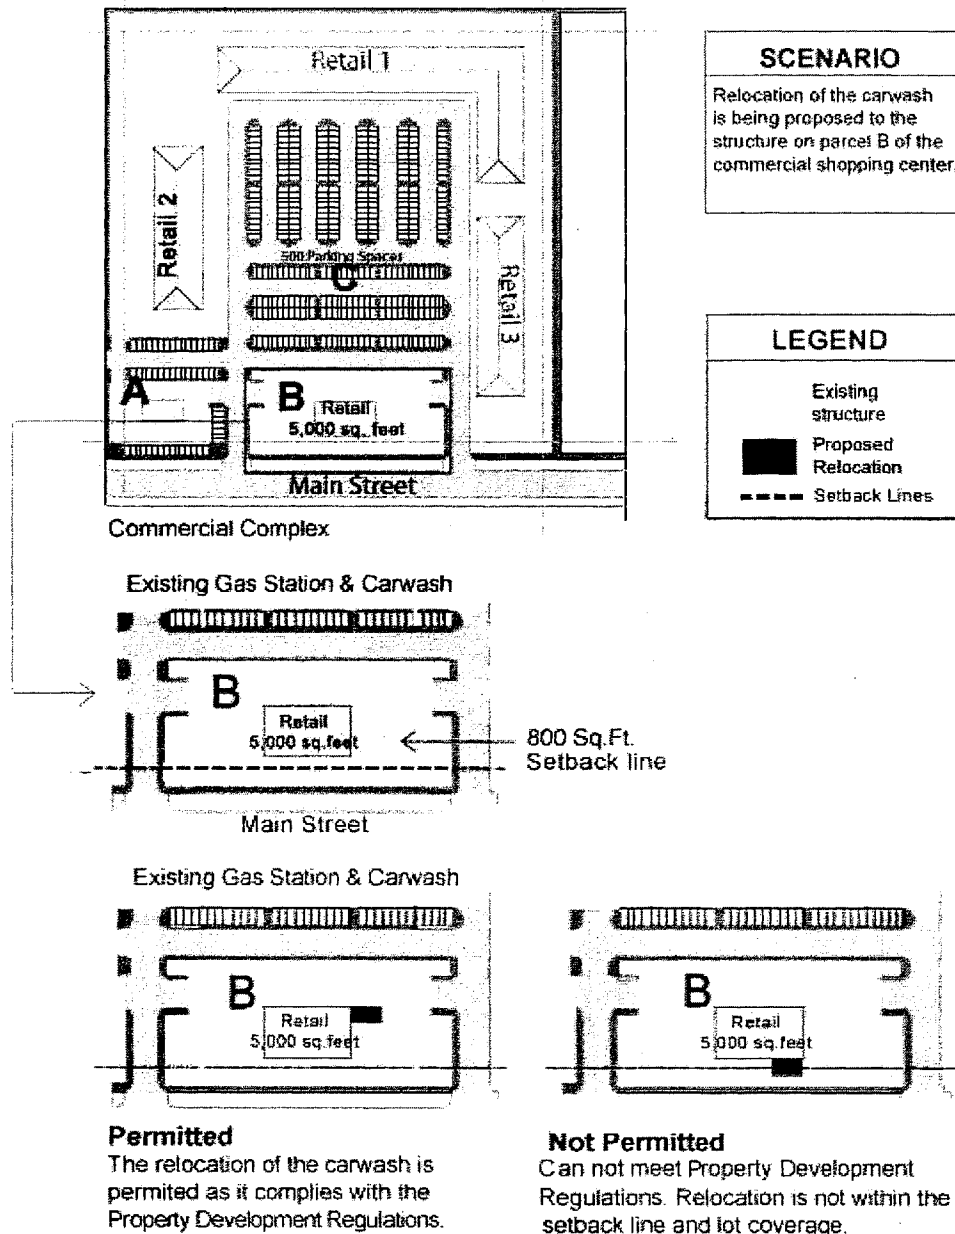 Retail 1
Retail 2
500 Parking Spaces
C
Retail 3
A
B
Retail
5,000 sq. feet
Main Street
Commercial Complex
SCENARIO
Relocation of the carwash
is being proposed to the
structure on parcel B of the
commercial shopping center.
LEGEND
Existing
structure
Proposed
Relocation
Setback Lines
Existing Gas Station & Carwash
B
Retail
5,000 sq.feet
800 Sq.Ft.
Setback line
Main Street
Existing Gas Station & Carwash
B
Retail
5,000 sq.feet
B
Retail
5,000 sq.feet
Permitted
The relocation of the carwash is
permited as it complies with the
Property Development Regulations.
Not Permitted
Can not meet Property Development
Regulations. Relocation is not within the
setback line and lot coverage.